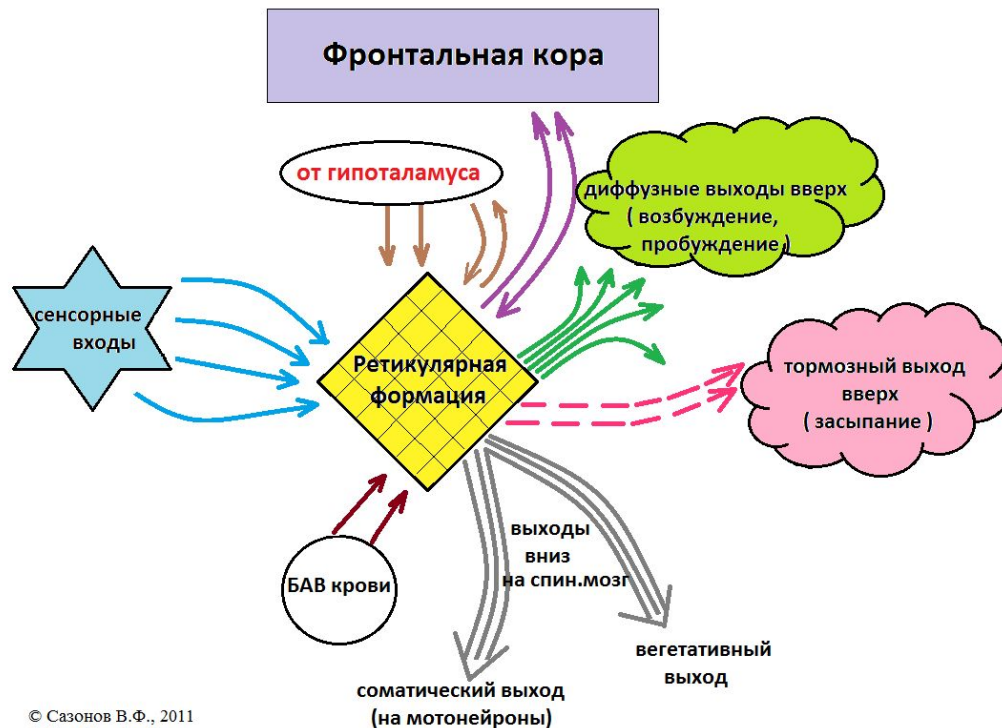 Фронтальная кора
от гипоталамуса
диффузные выходы вверх
( возбуждение,
пробуждение )
сенсорные
входы
Ретикулярная
формация
тормозный выход
вверх
( засыпание )
выходы
вниз
на спин.мозг
БАВ крови
вегетативный
выход
соматический выход
(на мотонейроны)
© Сазонов В.Ф., 2011